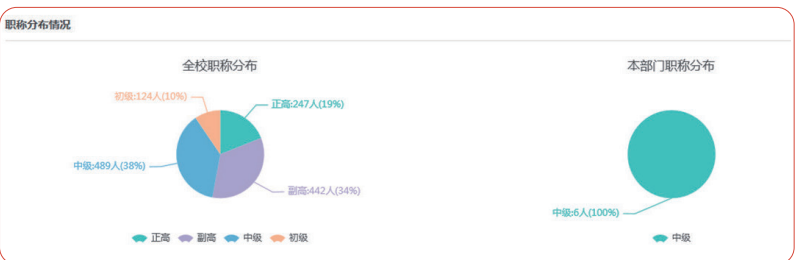 职称分布情况
全校职称分布
初级:124人(10%)
正高:247人(19%)
中级:489人(38%)
副高:442人(34%)
正高 副高 中级 初级
本部门职称分布
中级:6人(100%)
中级